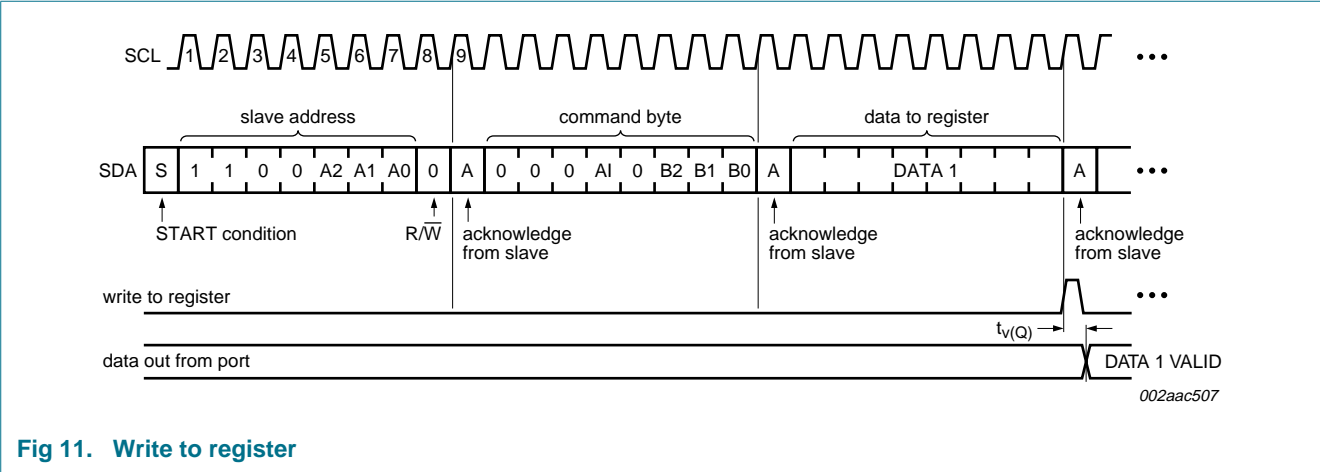 SCL 1 2 3 4 5 6 7 8 9 •••
slave address command byte data to register
SDA S 1 1 0 0 A2 A1 A0 0 A 0 0 0 AI 0 B2 B1 B0 A DATA 1 A •••
START condition R/W̅ acknowledge acknowledge acknowledge
from slave from slave from slave
write to register •••
tv(Q)
data out from port DATA 1 VALID
002aac507
Fig 11. Write to register